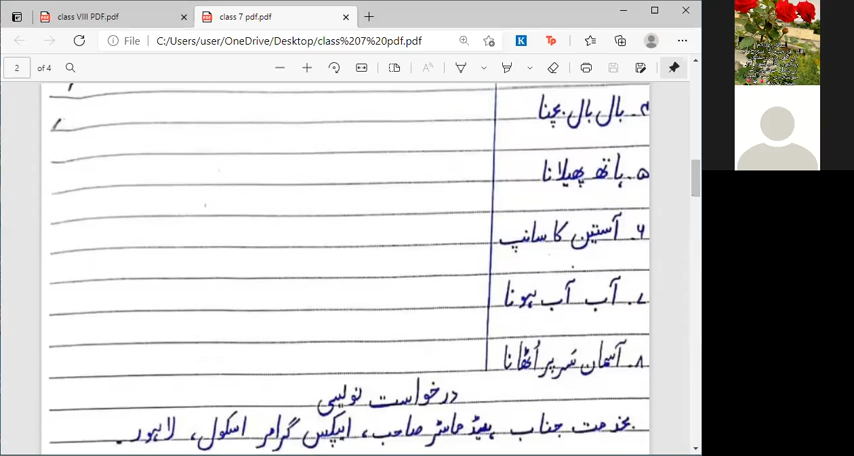 class VIII PDF.pdf
class 7 pdf.pdf
File
C:/Users/user/OneDrive/Desktop/class%207%20pdf.pdf
2 of 4
۴. بال بال بچنا
۵. ہاتھ پھیلانا
۶. آستین کا سانپ
۷. آب آب ہونا
۸. آسمان سر پر اُٹھانا
درخواست نویسی
بخدمت جناب ہیڈ ماسٹر صاحب، ایپکس گرامر اسکول، لاہور۔